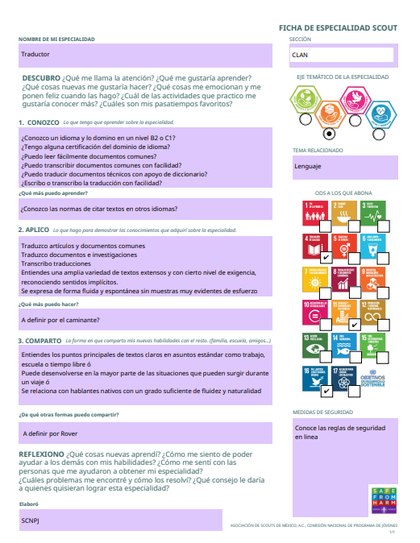 FICHA DE ESPECIALIDAD SCOUT
NOMBRE DE MI ESPECIALIDAD
Traductor
SECCIÓN
CLAN
DESCUBRO ¿Qué me llama la atención? ¿Qué me gustaría aprender?
¿Qué cosas nuevas me gustaría hacer? ¿Qué cosas me emocionan y me
ponen feliz cuando las hago? ¿Cuál de las actividades que practico me
gustaría conocer más? ¿Cuáles son mis pasatiempos favoritos?
EJE TEMÁTICO DE LA ESPECIALIDAD
1. CONOZCO Lo que tengo que aprender sobre la especialidad.
¿Conozco un idioma y lo domino en un nivel B2 o C1?
¿Tengo alguna certificación del dominio de idioma?
¿Puedo leer fácilmente documentos comunes?
¿Puedo transcribir documentos comunes con facilidad?
¿Puedo traducir documentos técnicos con apoyo de diccionario?
¿Escribo o transcribo la traducción con facilidad?
TEMA RELACIONADO
Lenguaje
¿Qué más puedo aprender?
¿Conozco las normas de citar textos en otros idiomas?
ODS A LOS QUE ABONA
2. APLICO Lo que hago para demostrar los conocimientos que adquirí sobre la especialidad.
Traduzco artículos y documentos comunes
Traduzco documentos e investigaciones
Transcribo traducciones
Entiendes una amplia variedad de textos extensos y con cierto nivel de exigencia,
reconociendo sentidos implícitos.
Se expresa de forma fluida y espontánea sin muestras muy evidentes de esfuerzo
¿Qué más puedo hacer?
A definir por el caminante?
3. COMPARTO La forma en que comparto mis nuevas habilidades con el resto. (familia, escuela, amigos...)
Entiendes los puntos principales de textos claros en asuntos estándar como trabajo,
escuela o tiempo libre ó
Puede desenvolverse en la mayor parte de las situaciones que pueden surgir durante
un viaje ó
Se relaciona con hablantes nativos con un grado suficiente de fluidez y naturalidad
¿De qué otras formas puedo compartir?
A definir por Rover
MEDIDAS DE SEGURIDAD
Conoce las reglas de seguridad
en linea
REFLEXIONO ¿Qué cosas nuevas aprendí? ¿Cómo me siento de poder
ayudar a los demás con mis habilidades? ¿Cómo me sentí con las
personas que me ayudaron a obtener mi especialidad?
¿Cuáles problemas me encontré y cómo los resolví? ¿Qué consejo le daría
a quienes quisieran lograr esta especialidad?
Elaboró
SCNPJ
SAFE
FROM
HARM
ASOCIACIÓN DE SCOUTS DE MÉXICO, A.C., COMISIÓN NACIONAL DE PROGRAMA DE JÓVENES